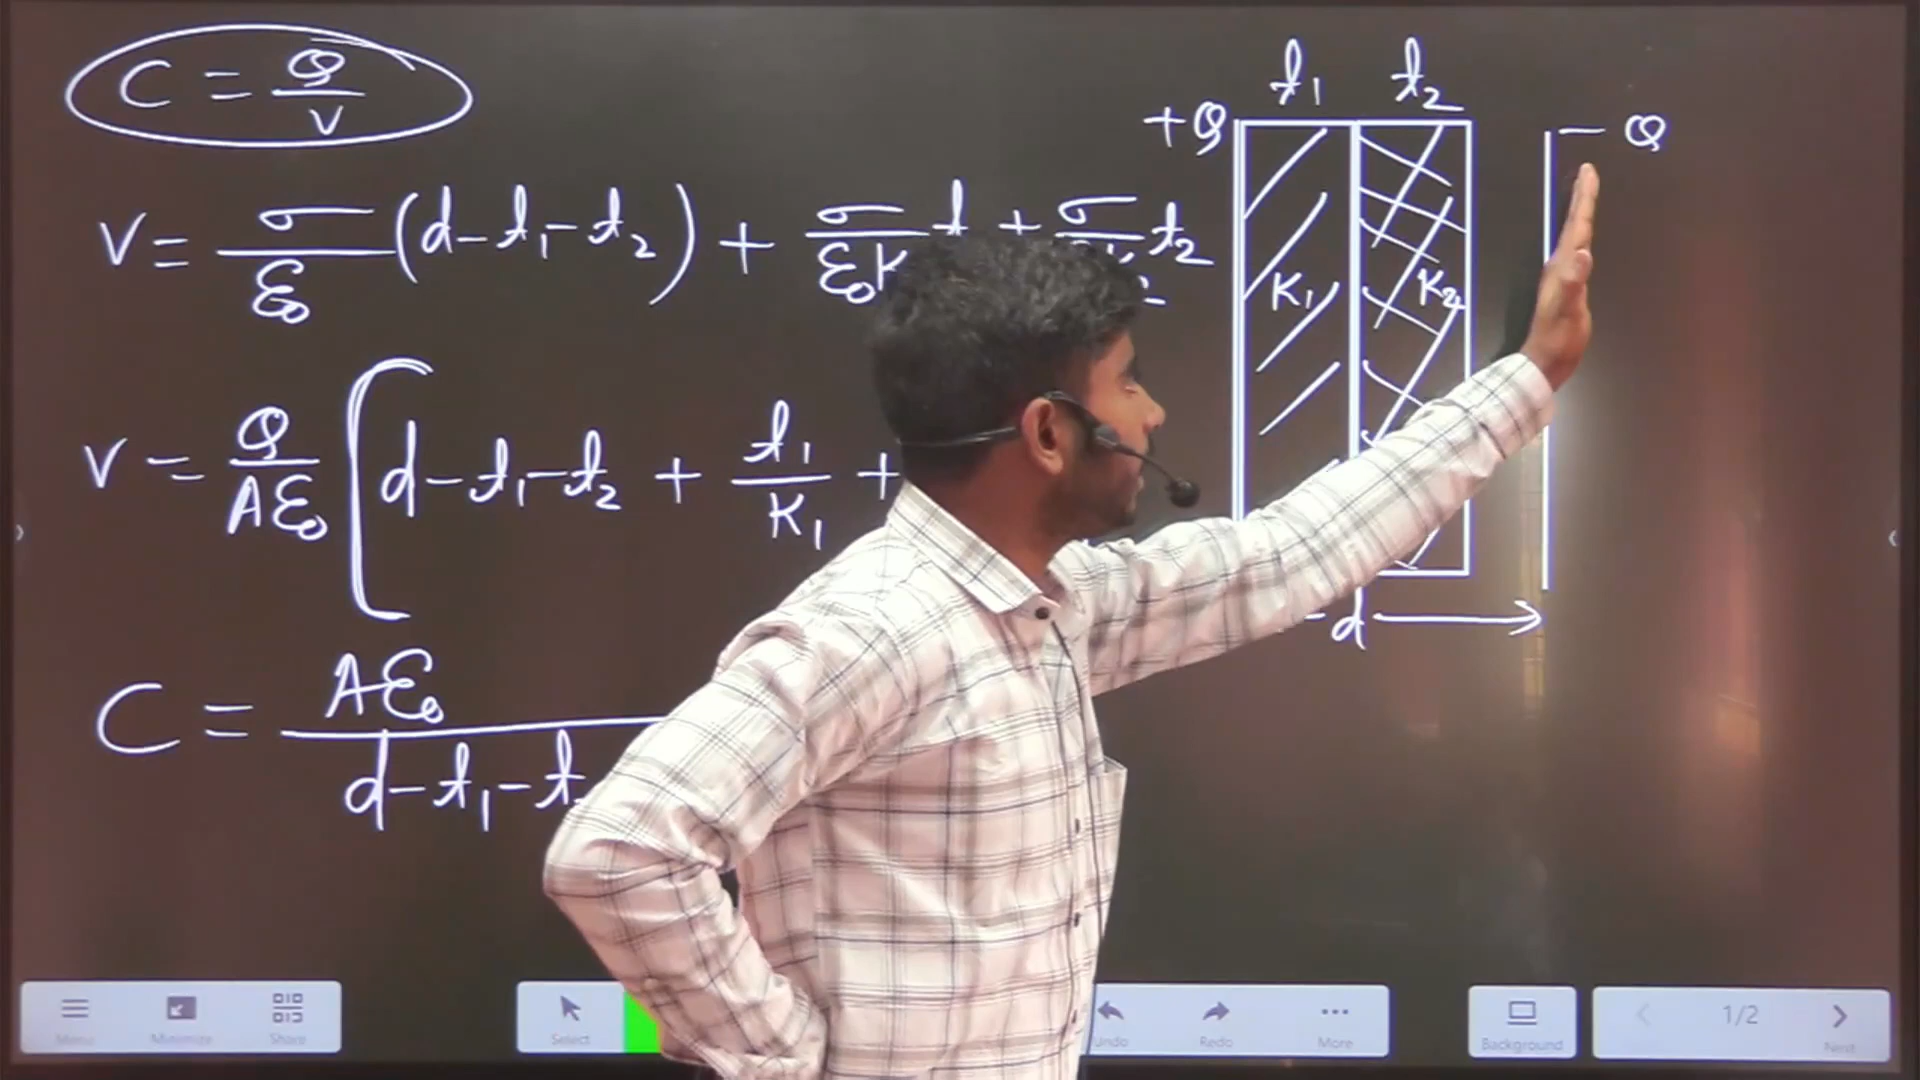 C = Q/V
t1 t2
+Q - Q
V = σ/ε0 (d-t1-t2) + σ/ε0K t + σ/ t2
K1 K2
V = Q/Aε0 [d-t1-t2 + t1/K1 +
d
C = Aε0/d-t1-t
Menu Minimize Share Select Undo Redo More Background 1/2 Next